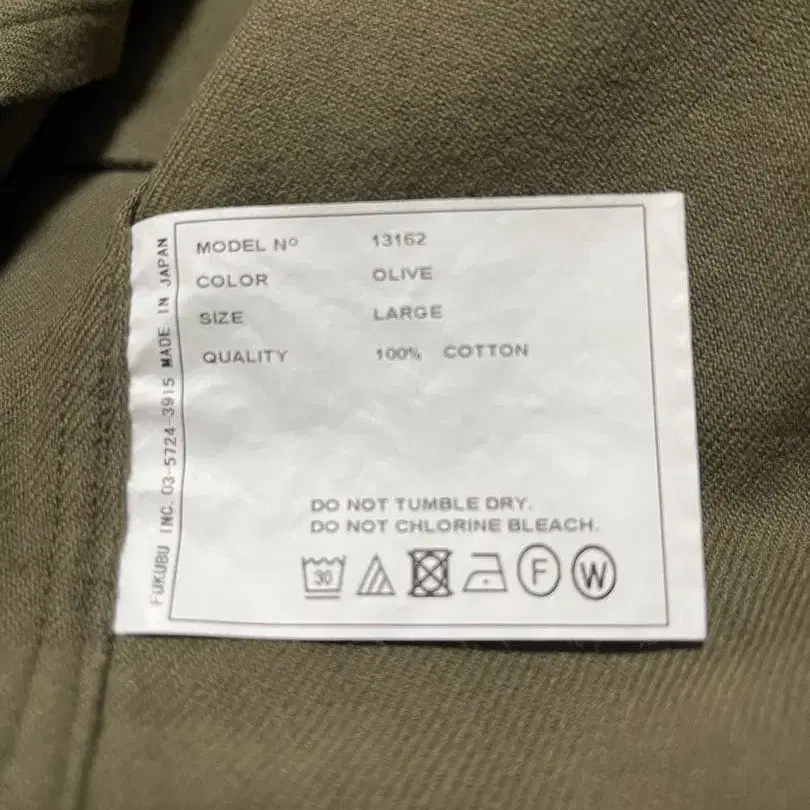 MODEL Nº 13162
COLOR OLIVE
SIZE LARGE
QUALITY 100% COTTON
DO NOT TUMBLE DRY.
DO NOT CHLORINE BLEACH.
30 F W
FUKUBU INC. 03-5724-3915 MADE IN JAPAN